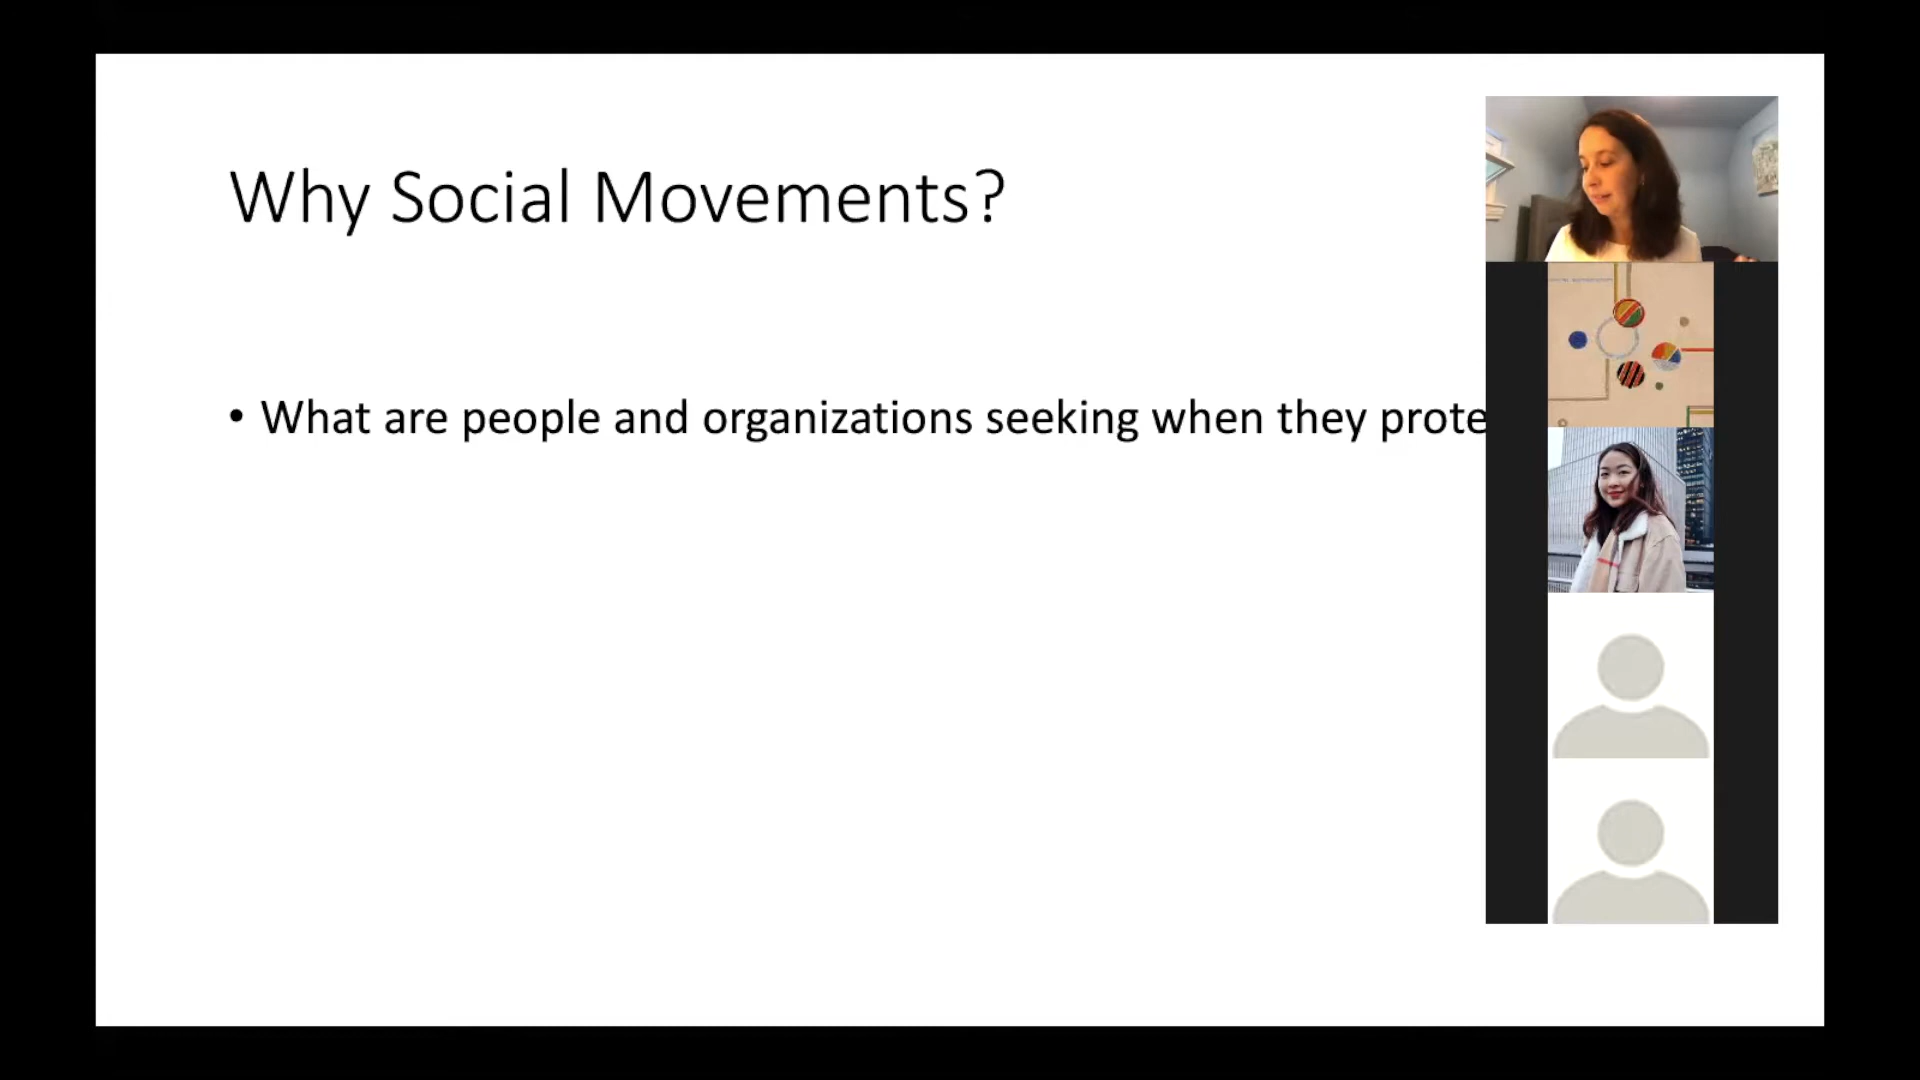 Why Social Movements?
• What are people and organizations seeking when they prote